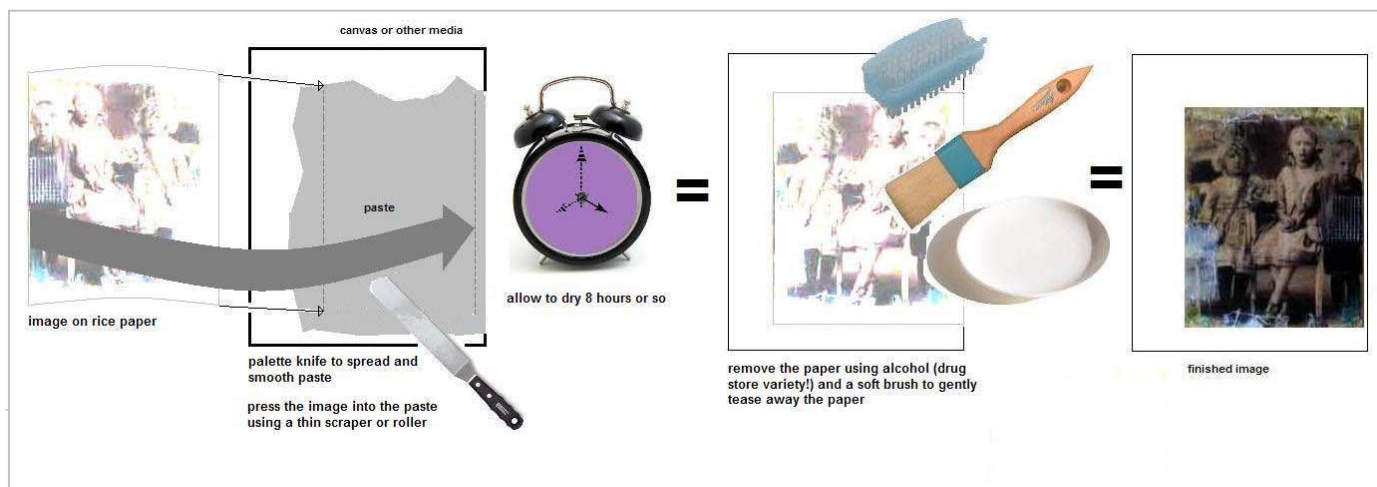 canvas or other media
paste
image on rice paper
palette knife to spread and
smooth paste
press the image into the paste
using a thin scraper or roller
allow to dry 8 hours or so
=
remove the paper using alcohol (drug
store variety!) and a soft brush to gently
tease away the paper
=
finished image